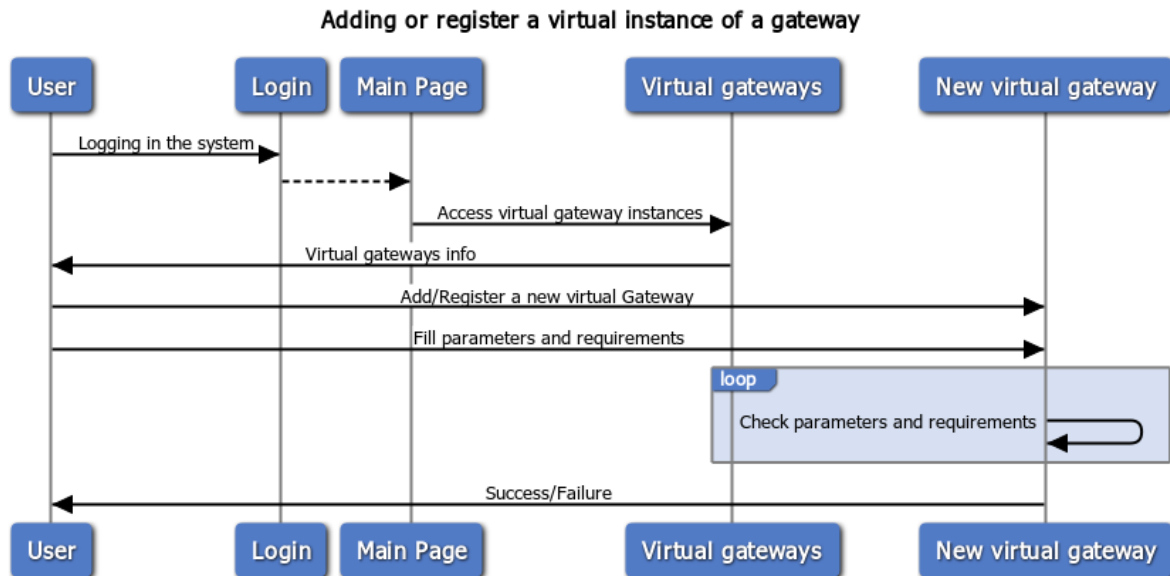 Adding or register a virtual instance of a gateway
User Login Main Page Virtual gateways New virtual gateway
Logging in the system
Access virtual gateway instances
Virtual gateways info
Add/Register a new virtual Gateway
Fill parameters and requirements
loop
Check parameters and requirements
Success/Failure
User Login Main Page Virtual gateways New virtual gateway